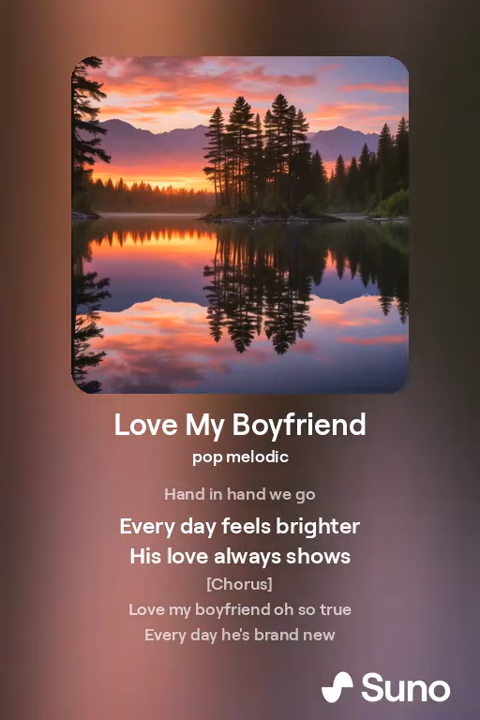 Love My Boyfriend
pop melodic
Hand in hand we go
Every day feels brighter
His love always shows
[Chorus]
Love my boyfriend oh so true
Every day he's brand new
Suno